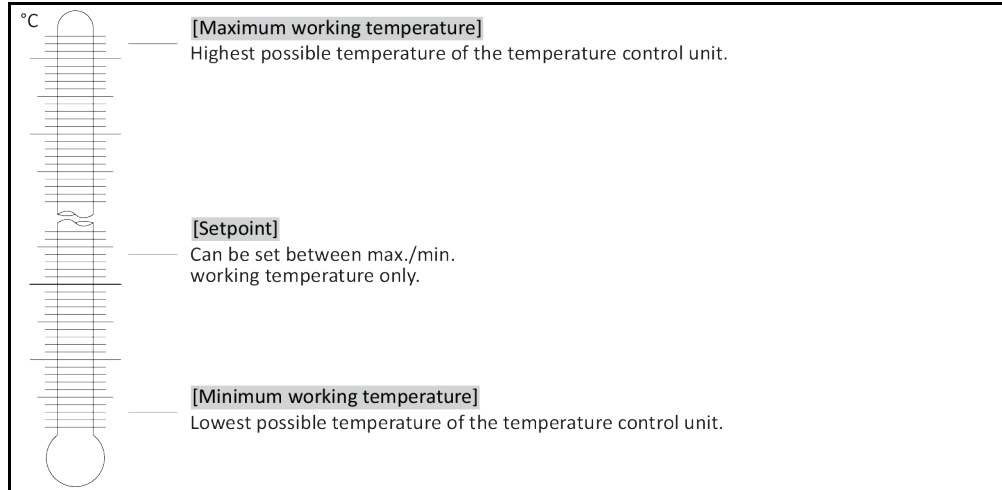 °C
[Maximum working temperature]
Highest possible temperature of the temperature control unit.
[Setpoint]
Can be set between max./min.
working temperature only.
[Minimum working temperature]
Lowest possible temperature of the temperature control unit.